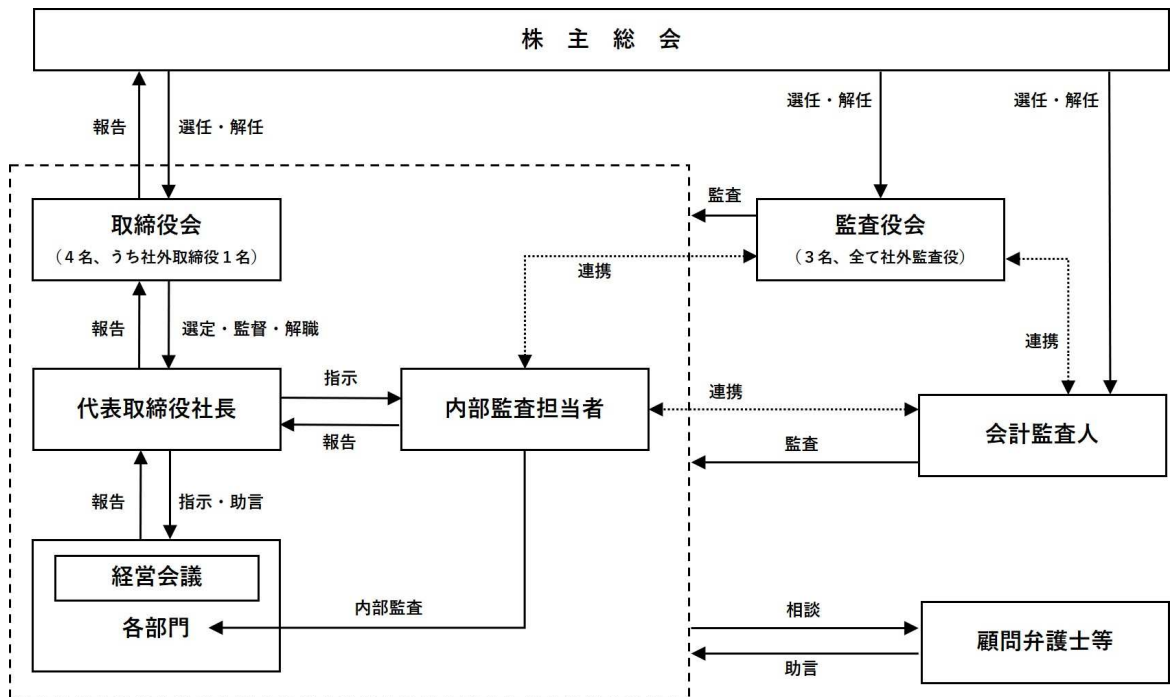 株 主 総 会
報告
選任・解任
選任・解任
選任・解任
取締役会
（４名、うち社外取締役１名）
監査
監査役会
（３名、全て社外監査役）
連携
報告
選定・監督・解職
連携
代表取締役社長
指示
報告
内部監査担当者
連携
監査
会計監査人
報告
指示・助言
経営会議
各部門
内部監査
相談
助言
顧問弁護士等